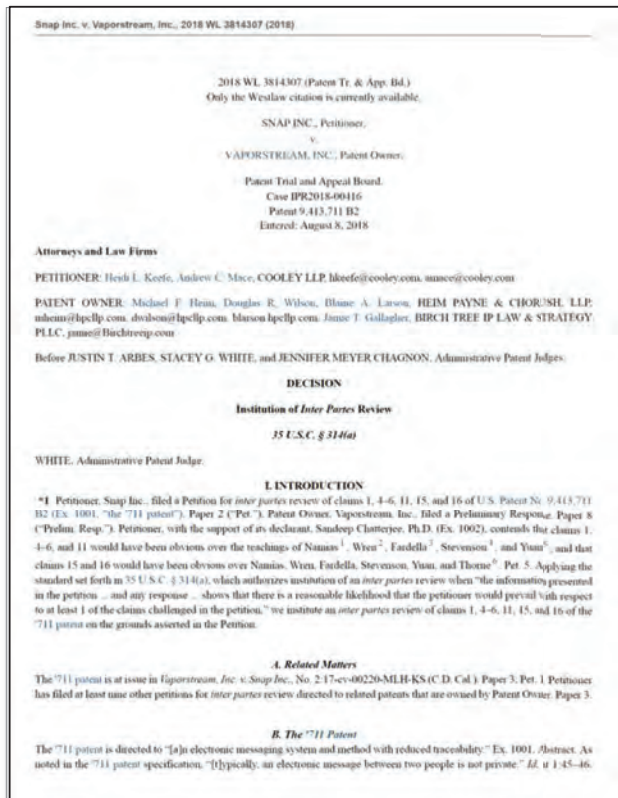 Snap Inc. v. Vaporstream, Inc., 2018 WL 3814307 (2018)
2018 WL 3814307 (Patent Tr. & App. Bd.)
Only the Westlaw citation is currently available.
SNAP INC., Petitioner,
v.
VAPORSTREAM, INC., Patent Owner.
Patent Trial and Appeal Board.
Case IPR2018-00416
Patent 9,413,711 B2
Entered: August 8, 2018
Attorneys and Law Firms
PETITIONER: Heidi L. Keefe, Andrew C. Mace, COOLEY LLP, hkeefe@cooley.com, amace@cooley.com
PATENT OWNER: Michael F. Heim, Douglas R. Wilson, Blaine A. Larson, HEIM PAYNE & CHORUSH, LLP,
mheim@hpcllp.com, dwilson@hpcllp.com, blarson hpcllp.com, Jamie T. Gallagher, BIRCH TREE IP LAW & STRATEGY
PLLC, jamie@Birchtreeip.com
Before JUSTIN T. ARBES, STACEY G. WHITE, and JENNIFER MEYER CHAGNON, Administrative Patent Judges.
DECISION
Institution of Inter Partes Review
35 U.S.C. § 314(a)
WHITE, Administrative Patent Judge.
I. INTRODUCTION
*1 Petitioner, Snap Inc., filed a Petition for inter partes review of claims 1, 4–6, 11, 15, and 16 of U.S. Patent No. 9,413,711
B2 (Ex. 1001, “the ’711 patent”). Paper 2 (“Pet.”). Patent Owner, Vaporstream, Inc., filed a Preliminary Response. Paper 8
(“Prelim. Resp.”). Petitioner, with the support of its declarant, Sandeep Chatterjee, Ph.D. (Ex. 1002), contends that claims 1,
4–6, and 11 would have been obvious over the teachings of Namias 1, Wren 2, Fardella 3, Stevenson 4, and Yuan, and that
claims 15 and 16 would have been obvious over Namias, Wren, Fardella, Stevenson, Yuan, and Thorne 6. Pet. 5. Applying the
standard set forth in 35 U.S.C. § 314(a), which authorizes institution of an inter partes review when “the information presented
in the petition ... and any response ... shows that there is a reasonable likelihood that the petitioner would prevail with respect
to at least 1 of the claims challenged in the petition,” we institute an inter partes review of claims 1, 4–6, 11, 15, and 16 of the
’711 patent on the grounds asserted in the Petition.
A. Related Matters
The ’711 patent is at issue in Vaporstream, Inc. v. Snap Inc., No. 2:17-cv-00220-MLH-KS (C.D. Cal.). Paper 3; Pet. 1. Petitioner
has filed at least nine other petitions for inter partes review directed to related patents that are owned by Patent Owner. Paper 3.
B. The ’711 Patent
The ’711 patent is directed to “[a]n electronic messaging system and method with reduced traceability.” Ex. 1001, Abstract. As
noted in the ’711 patent specification, “[t]ypically, an electronic message between two people is not private.” Id. at 1:45–46.